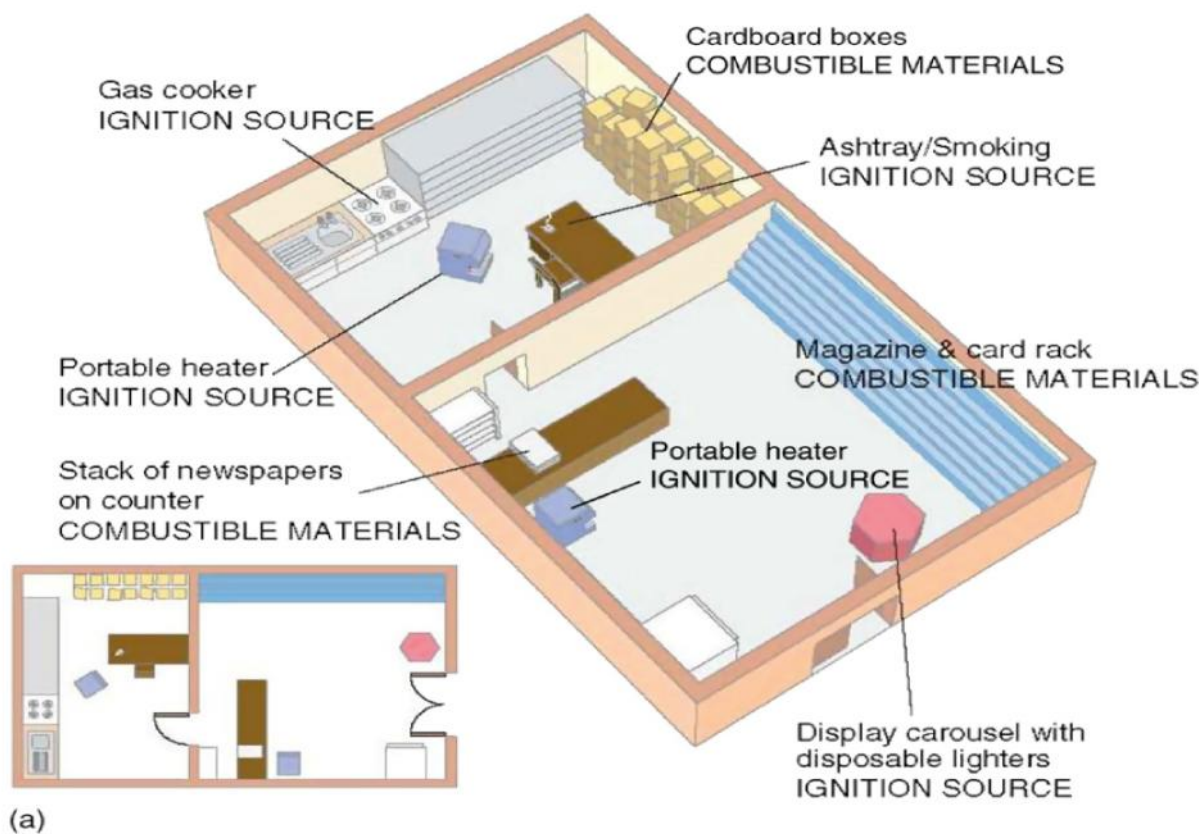 Cardboard boxes
COMBUSTIBLE MATERIALS
Gas cooker
IGNITION SOURCE
Ashtray/Smoking
IGNITION SOURCE
Magazine & card rack
COMBUSTIBLE MATERIALS
Portable heater
IGNITION SOURCE
Portable heater
IGNITION SOURCE
Stack of newspapers
on counter
COMBUSTIBLE MATERIALS
Display carousel with
disposable lighters
IGNITION SOURCE
(a)